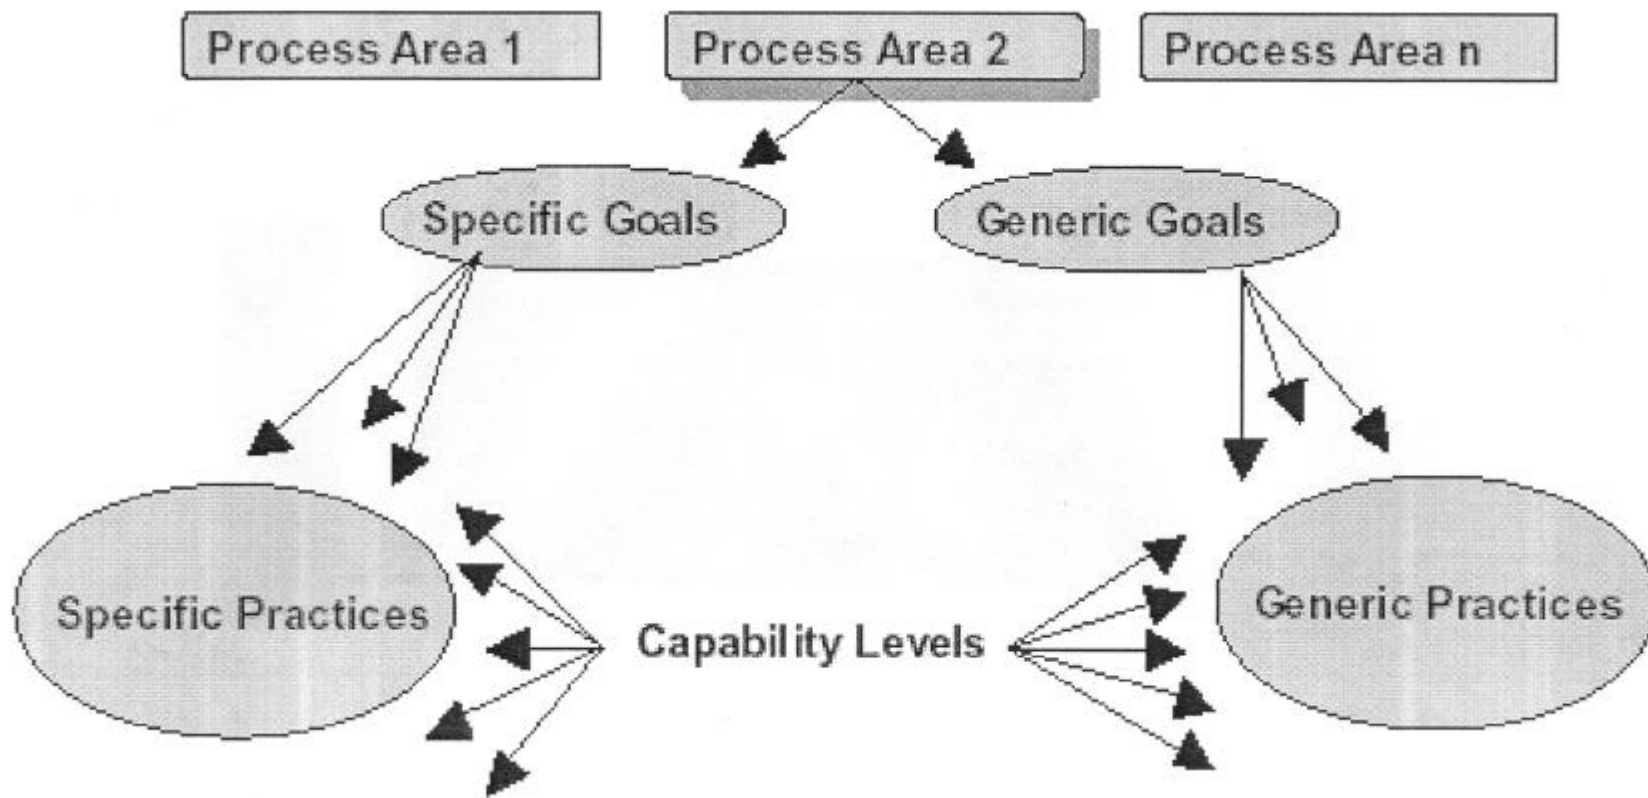 Process Area 1
Process Area 2
Process Area n
Specific Goals
Generic Goals
Specific Practices
Capability Levels
Generic Practices